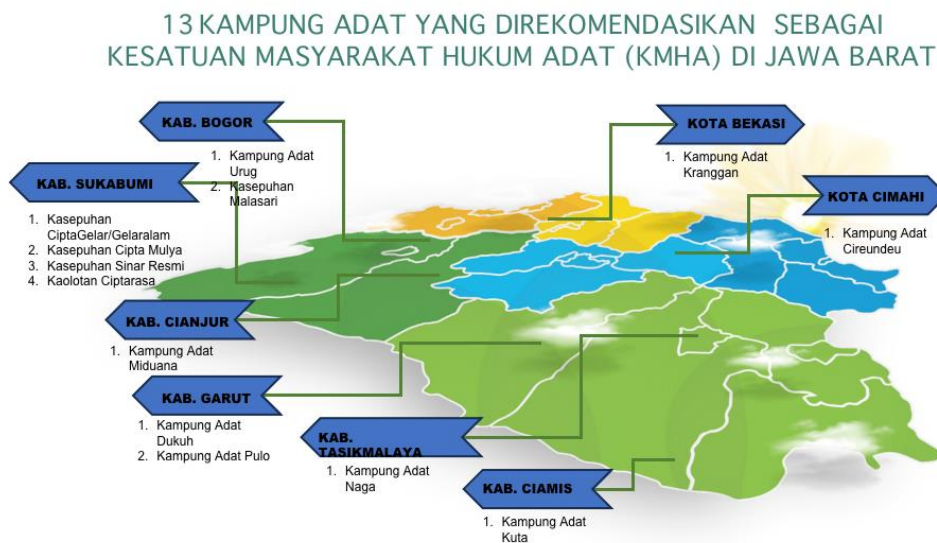 13 KAMPUNG ADAT YANG DIREKOMENDASIKAN SEBAGAI
KESATUAN MASYARAKAT HUKUM ADAT (KMHA) DI JAWA BARAT
KAB. BOGOR
1. Kampung Adat
Urug
2. Kasepuhan
Malasari
KOTA BEKASI
1. Kampung Adat
Kranggan
KAB. SUKABUMI
1. Kasepuhan
CiptaGelar/Gelaralam
2. Kasepuhan Cipta Mulya
3. Kasepuhan Sinar Resmi
4. Kaolotan Ciptarasa
KOTA CIMAHI
1. Kampung Adat
Cireundeu
KAB. CIANJUR
1. Kampung Adat
Miduana
KAB. GARUT
1. Kampung Adat
Dukuh
2. Kampung Adat Pulo
KAB.
TASIKMALAYA
1. Kampung Adat
Naga
KAB. CIAMIS
1. Kampung Adat
Kuta